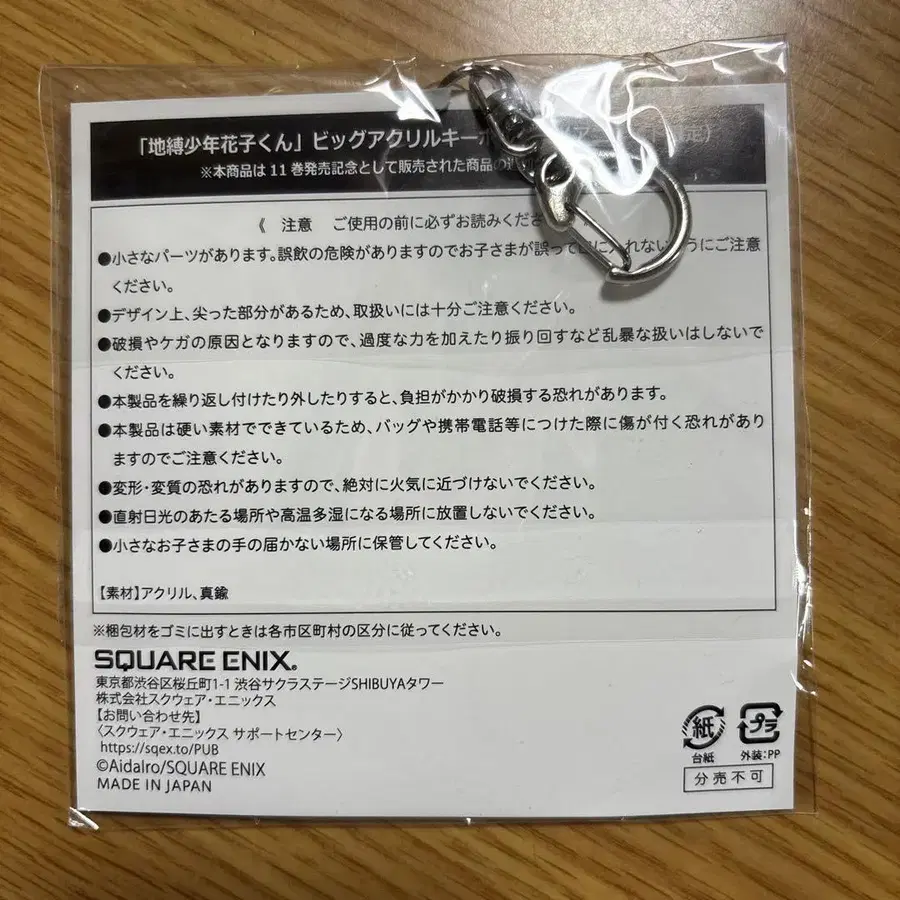 「地縛少年花子くん」ビッグアクリルキー
※本商品は11巻発売記念として販売された商品の
《 注意 ご使用の前に必ずお読みくださ
●小さなパーツがあります。誤飲の危険がありますのでお子さまが誤って口に入れないようにご注意
ください。
●デザイン上、尖った部分があるため、取扱いには十分ご注意ください。
●破損やケガの原因となりますので、過度な力を加えたり振り回すなど乱暴な扱いはしないで
ください。
●本製品を繰り返し付けたり外したりすると、負担がかかり破損する恐れがあります。
●本製品は硬い素材でできているため、バッグや携帯電話等につけた際に傷が付く恐れがあり
ますのでご注意ください。
●変形・変質の恐れがありますので、絶対に火気に近づけないでください。
●直射日光のあたる場所や高温多湿になる場所に放置しないでください。
●小さなお子さまの手の届かない場所に保管してください。
【素材】アクリル、真鍮
※梱包材をゴミに出すときは各市区町村の区分に従ってください。
SQUARE ENIX®
東京都渋谷区桜丘町1-1 渋谷サクラステージSHIBUYAタワー
株式会社スクウェア・エニックス
【お問い合わせ先】
〈スクウェア・エニックス サポートセンター〉
https://sqex.to/PUB
©AidaIro/SQUARE ENIX
MADE IN JAPAN
紙 プラ
台紙 外装:PP
分売不可